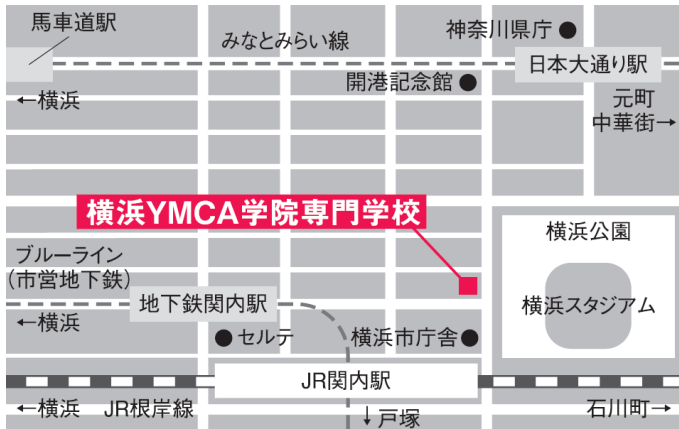 馬車道駅
みなとみらい線
神奈川県庁
日本大通り駅
開港記念館
←横浜
元町
中華街→
横浜YMCA学院専門学校
横浜公園
ブルーライン
(市営地下鉄)
地下鉄関内駅
横浜スタジアム
←横浜
セルテ
横浜市庁舎
JR関内駅
←横浜
JR根岸線
↓戸塚
石川町→